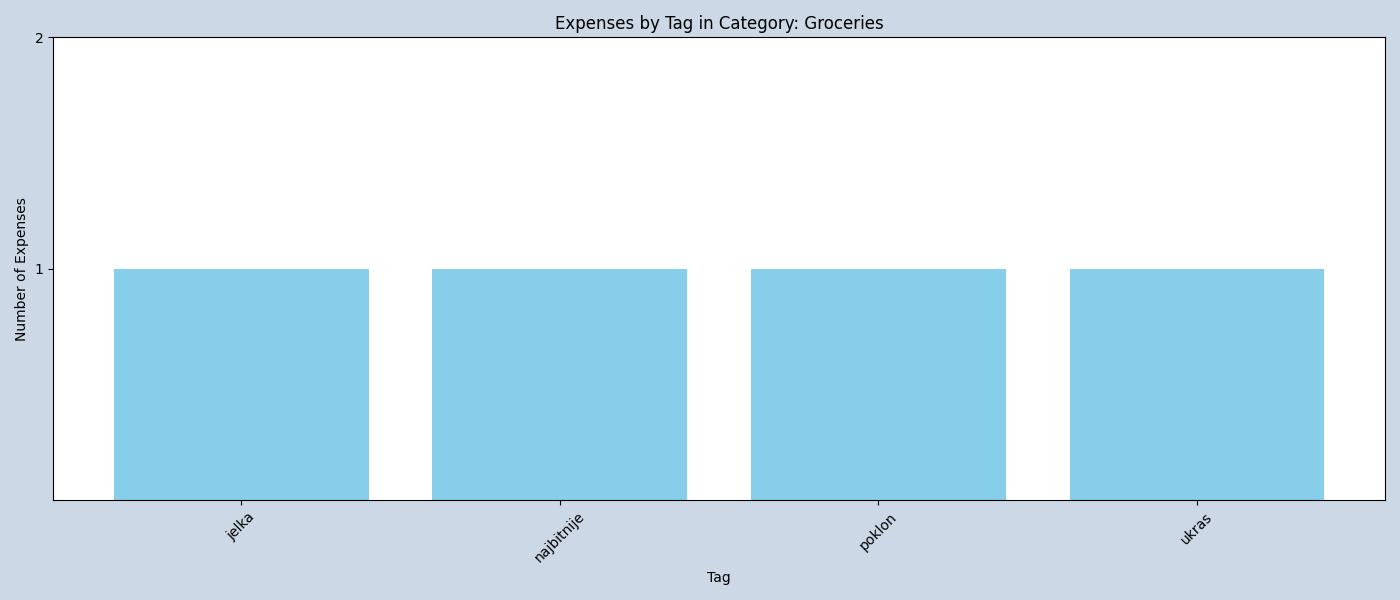 Expenses by Tag in Category: Groceries
2
1
Number of Expenses
jelka
najbitnije
poklon
ukras
Tag